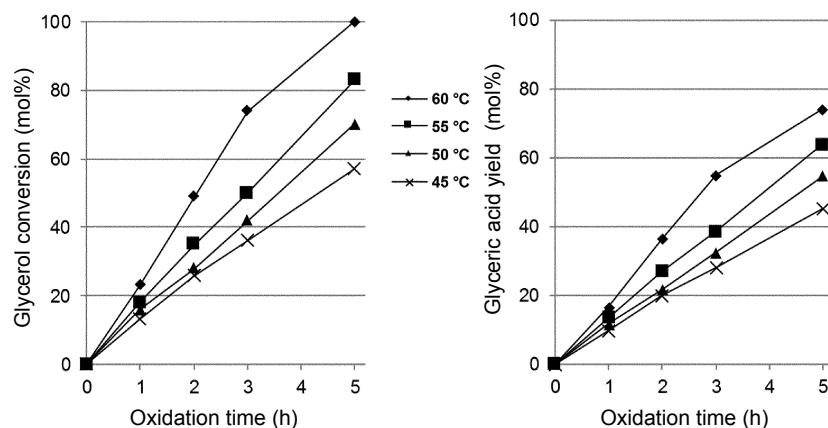 Glycerol conversion (mol%)
100
80
60
40
20
0
0 1 2 3 4 5
Oxidation time (h)
60 °C
55 °C
50 °C
45 °C
Glyceric acid yield (mol%)
100
80
60
40
20
0
0 1 2 3 4 5
Oxidation time (h)